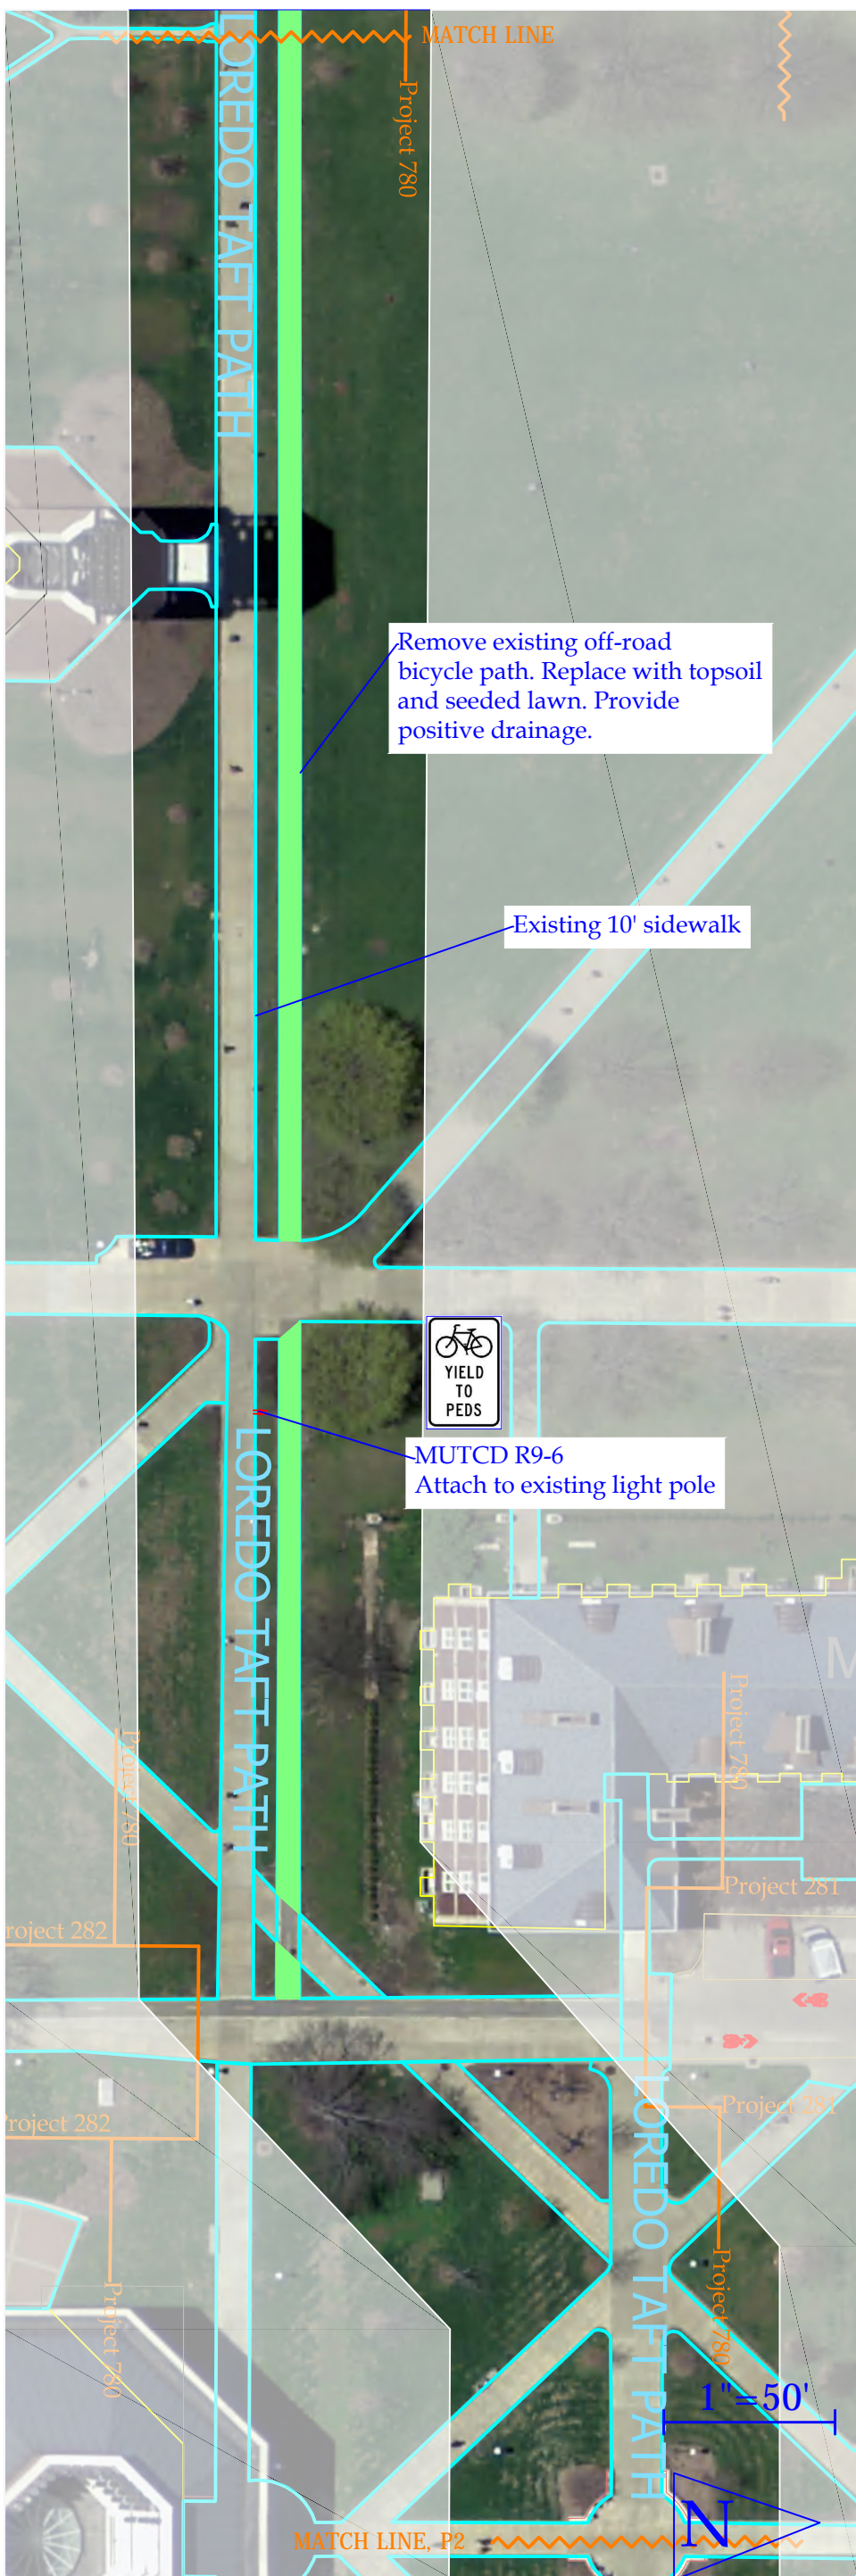 MATCH LINE
Project 780
LOREDO TAFT PATH
Remove existing off-road
bicycle path. Replace with topsoil
and seeded lawn. Provide
positive drainage.
Existing 10' sidewalk
YIELD
TO
PEDS
MUTCD R9-6
Attach to existing light pole
LOREDO TAFT PATH
M
Project 780
Project 780
Project 281
roject 282
Project 281
Project 282
LOREDO TAFT PATH
Project 780
Project 780
1"=50'
N
MATCH LINE, P2